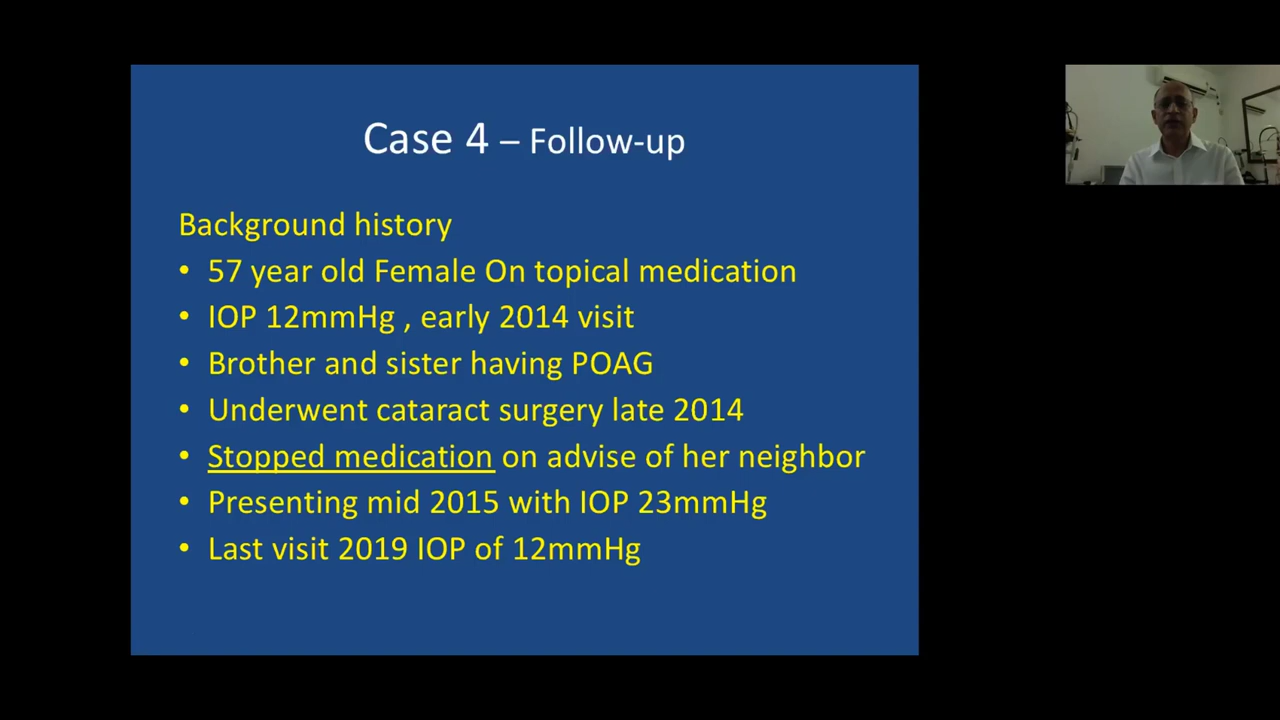 Case 4 – Follow-up
Background history
• 57 year old Female On topical medication
• IOP 12mmHg , early 2014 visit
• Brother and sister having POAG
• Underwent cataract surgery late 2014
• Stopped medication on advise of her neighbor
• Presenting mid 2015 with IOP 23mmHg
• Last visit 2019 IOP of 12mmHg